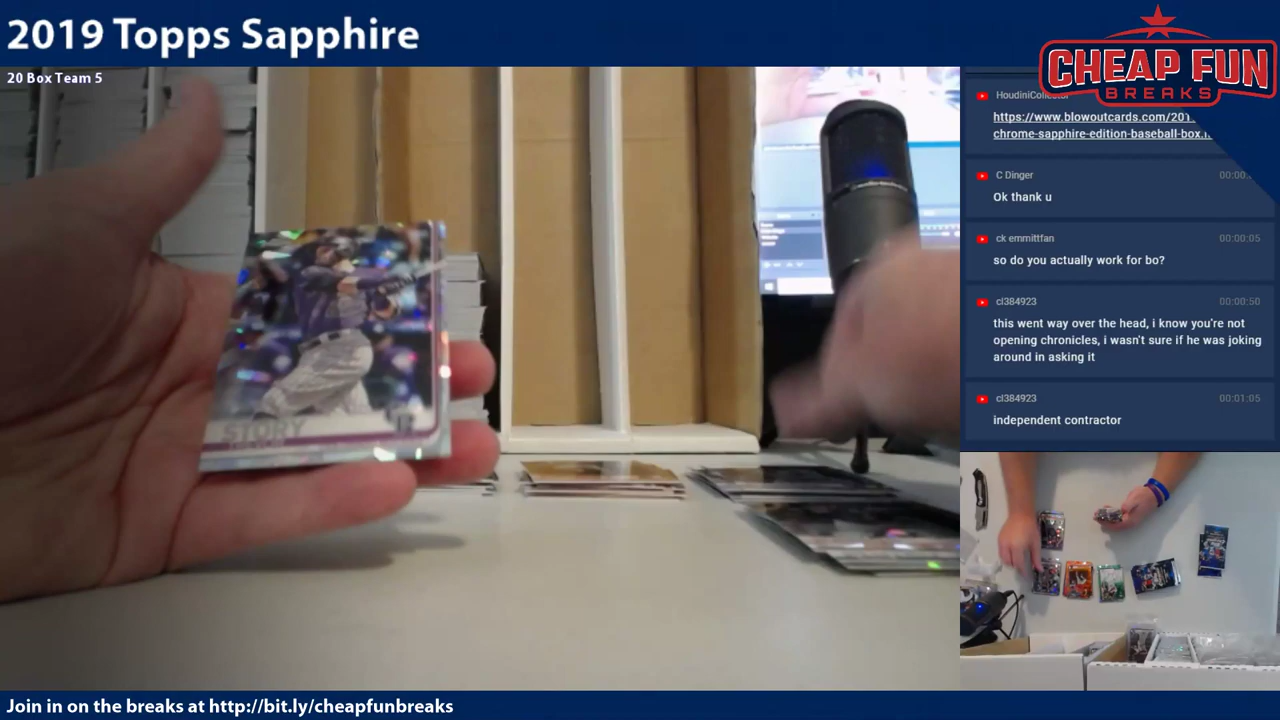 2019 Topps Sapphire
20 Box Team 5
CHEAP FUN
BREAKS
https://www.blowoutcards.com/201
chrome-sapphire-edition-baseball-box
C Dinger
Ok thank u
ck emmittfan 00:00:05
so do you actually work for bo?
cl384923 00:00:50
this went way over the head, i know you're not
opening chronicles, i wasn't sure if he was joking
around in asking it
cl384923 00:01:05
independent contractor
STORY
Join in on the breaks at http://bit.ly/cheapfunbreaks